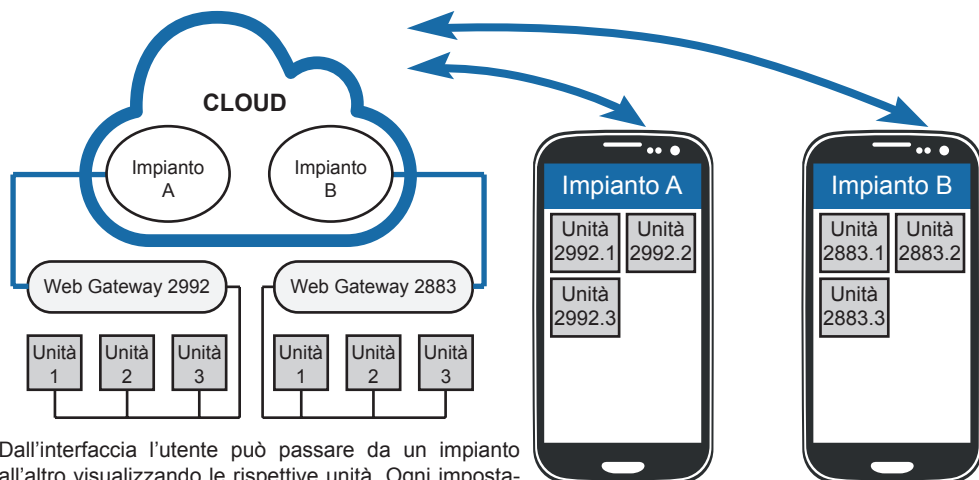 CLOUD
Impianto
A
Impianto
B
Web Gateway 2992
Web Gateway 2883
Unità
1
Unità
2
Unità
3
Unità
1
Unità
2
Unità
3
Impianto A
Unità
2992.1
Unità
2992.2
Unità
2992.3
Impianto B
Unità
2883.1
Unità
2883.2
Unità
2883.3
Dall'interfaccia l'utente può passare da un impianto
all'altro visualizzando le rispettive unità. Ogni imposta-